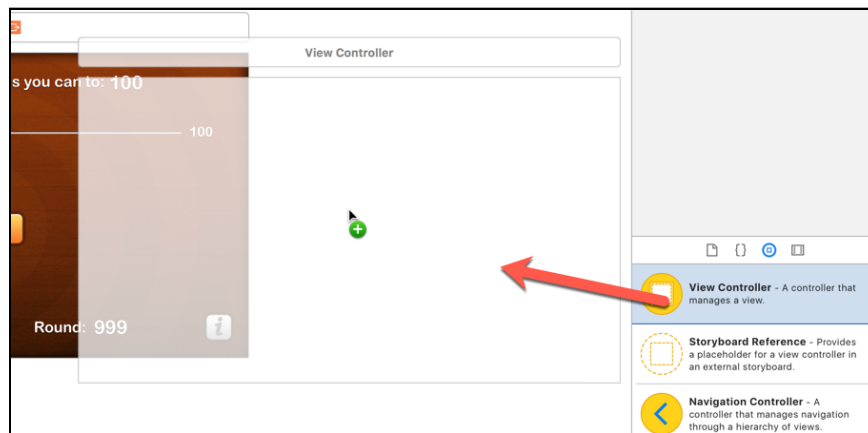 View Controller
s you can to: 100
100
Round: 999
View Controller - A controller that
manages a view.
Storyboard Reference - Provides
a placeholder for a view controller in
an external storyboard.
Navigation Controller - A
controller that manages navigation
through a hierarchy of views.